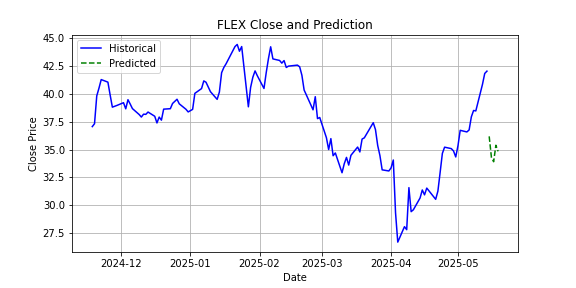 FLEX Close and Prediction
Historical
Predicted
Close Price
45.0
42.5
40.0
37.5
35.0
32.5
30.0
27.5
2024-12 2025-01 2025-02 2025-03 2025-04 2025-05
Date